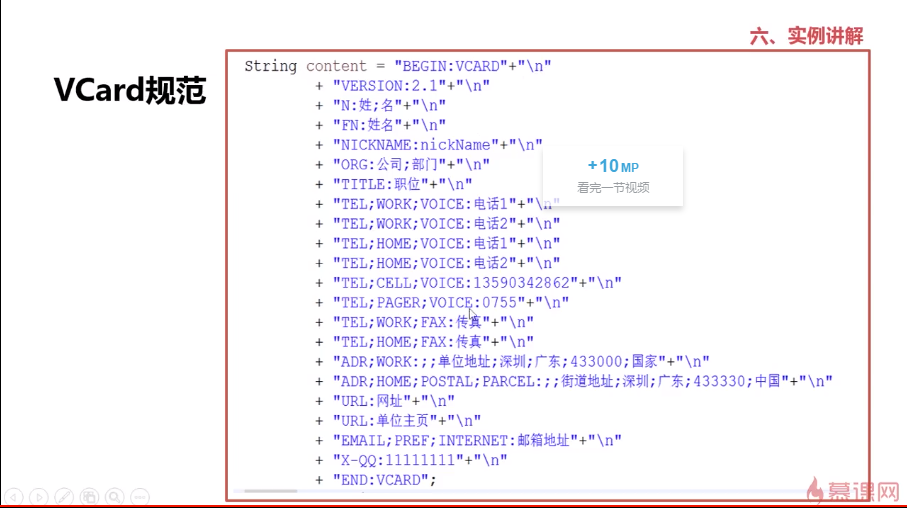 六、实例讲解
VCard规范
String content = "BEGIN:VCARD"+"\n"
+ "VERSION:2.1"+"\n"
+ "N:姓;名"+"\n"
+ "FN:姓名"+"\n"
+ "NICKNAME:nickName"+"\n"
+ "ORG:公司;部门"+"\n"
+ "TITLE:职位"+"\n"
+ "TEL;WORK;VOICE:电话1"+"\n"
+ "TEL;WORK;VOICE:电话2"+"\n"
+ "TEL;HOME;VOICE:电话1"+"\n"
+ "TEL;HOME;VOICE:电话2"+"\n"
+ "TEL;CELL;VOICE:13590342862"+"\n"
+ "TEL;PAGER;VOICE:0755"+"\n"
+ "TEL;WORK;FAX:传真"+"\n"
+ "TEL;HOME;FAX:传真"+"\n"
+ "ADR;WORK:;;单位地址;深圳;广东;433000;国家"+"\n"
+ "ADR;HOME;POSTAL;PARCEL:;;街道地址;深圳;广东;433330;中国"+"\n"
+ "URL:网址"+"\n"
+ "URL:单位主页"+"\n"
+ "EMAIL;PREF;INTERNET:邮箱地址"+"\n"
+ "X-QQ:11111111"+"\n"
+ "END:VCARD";
+10 MP
看完一节视频
慕课网